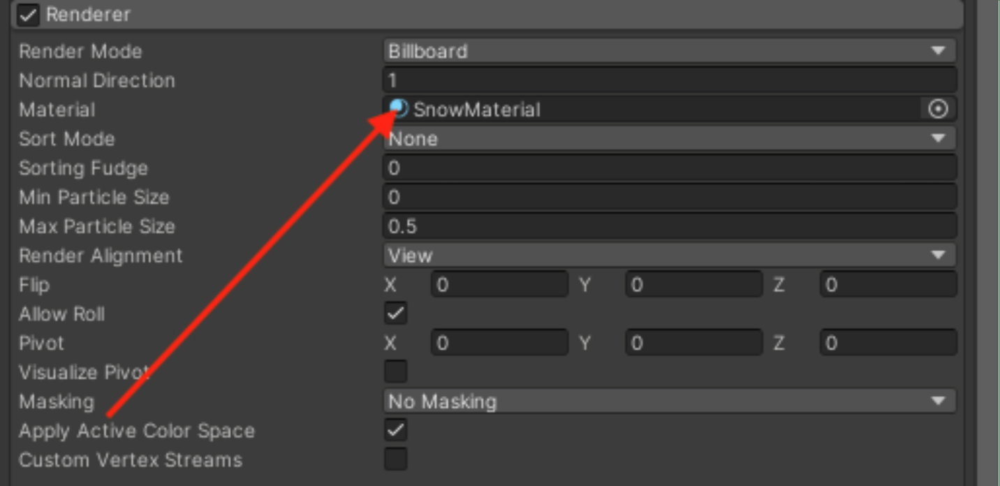 Renderer
Render Mode Billboard
Normal Direction 1
Material SnowMaterial
Sort Mode None
Sorting Fudge 0
Min Particle Size 0
Max Particle Size 0.5
Render Alignment View
Flip X 0 Y 0 Z 0
Allow Roll
Pivot X 0 Y 0 Z 0
Visualize Pivot
Masking No Masking
Apply Active Color Space
Custom Vertex Streams